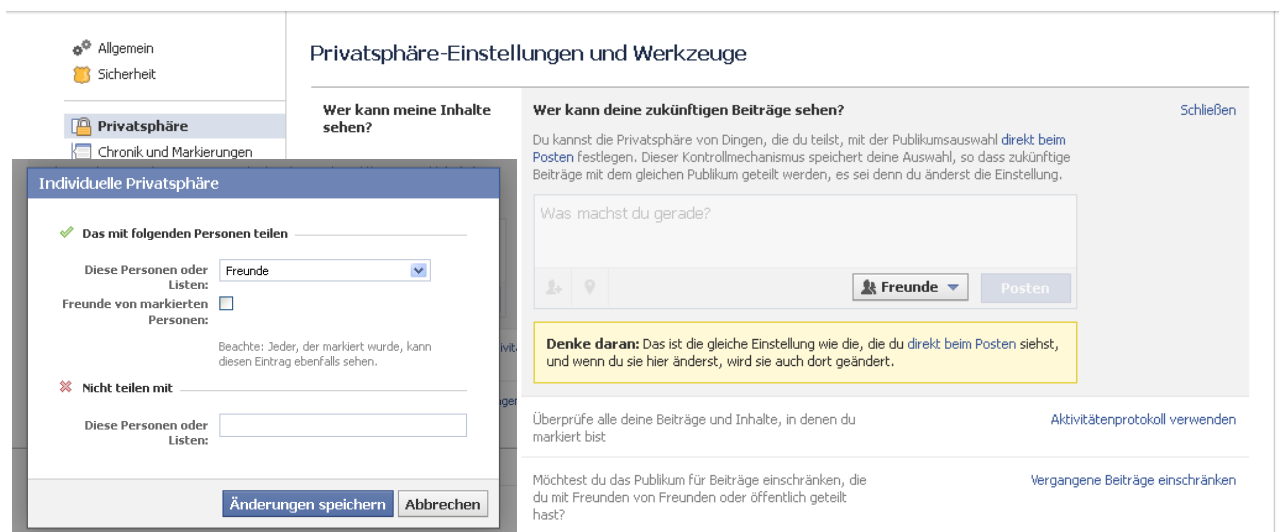 Allgemein
Sicherheit
Privatsphäre
Chronik und Markierungen
Privatsphäre-Einstellungen und Werkzeuge
Wer kann meine Inhalte
sehen?
Wer kann deine zukünftigen Beiträge sehen?
Schließen
Du kannst die Privatsphäre von Dingen, die du teilst, mit der Publikumsauswahl direkt beim
Posten festlegen. Dieser Kontrollmechanismus speichert deine Auswahl, so dass zukünftige
Beiträge mit dem gleichen Publikum geteilt werden, es sei denn du änderst die Einstellung.
Was machst du gerade?
Freunde
Posten
Denke daran: Das ist die gleiche Einstellung wie die, die du direkt beim Posten siehst,
und wenn du sie hier änderst, wird sie auch dort geändert.
Überprüfe alle deine Beiträge und Inhalte, in denen du
markiert bist
Aktivitätenprotokoll verwenden
Möchtest du das Publikum für Beiträge einschränken, die
du mit Freunden von Freunden oder öffentlich geteilt
hast?
Vergangene Beiträge einschränken
Individuelle Privatsphäre
Das mit folgenden Personen teilen
Diese Personen oder
Listen:
Freunde
Freunde von markierten
Personen:
Beachte: Jeder, der markiert wurde, kann
diesen Eintrag ebenfalls sehen.
Nicht teilen mit
Diese Personen oder
Listen:
Änderungen speichern
Abbrechen